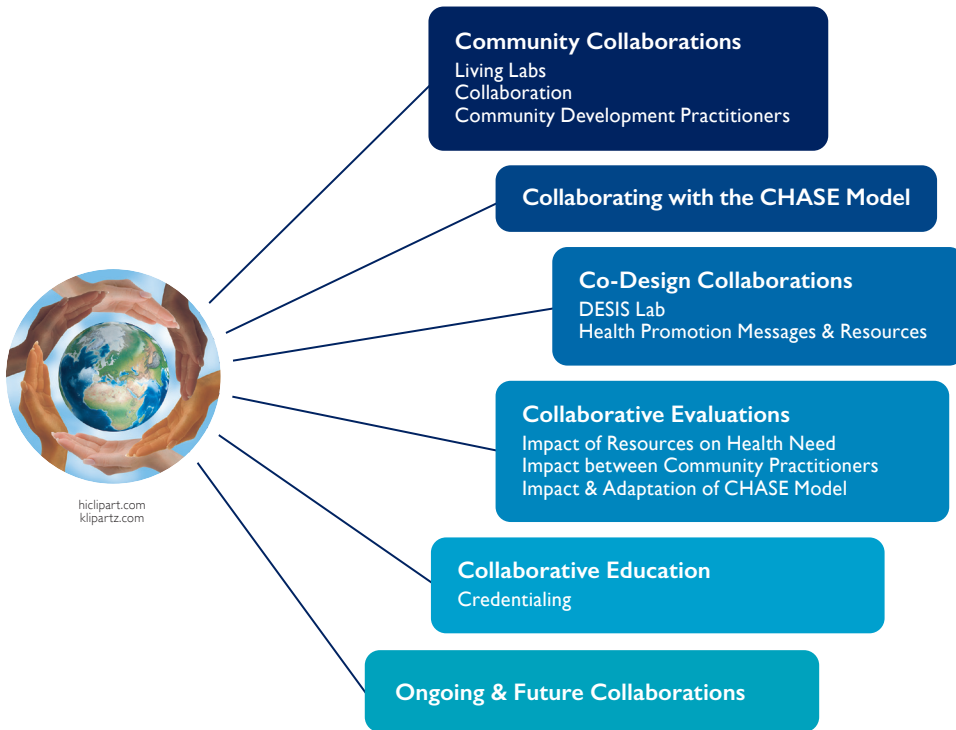 Community Collaborations
Living Labs
Collaboration
Community Development Practitioners
Collaborating with the CHASE Model
Co-Design Collaborations
DESIS Lab
Health Promotion Messages & Resources
Collaborative Evaluations
Impact of Resources on Health Need
Impact between Community Practitioners
Impact & Adaptation of CHASE Model
Collaborative Education
Credentialing
Ongoing & Future Collaborations
hiclipart.com
klipartz.com